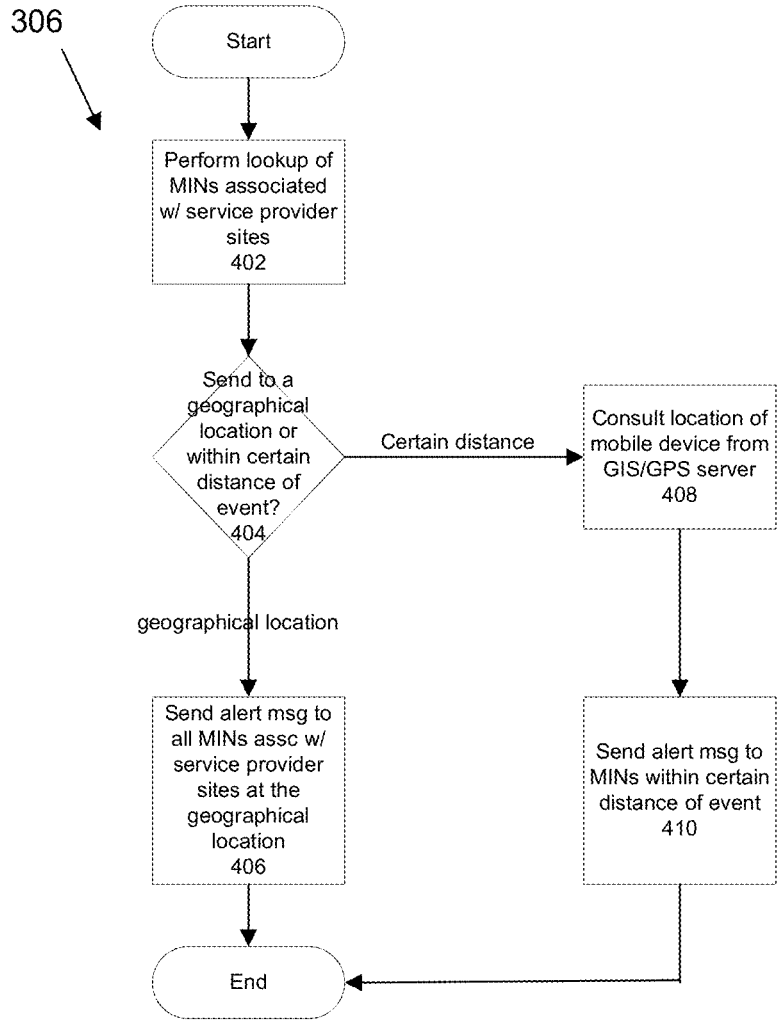 306
Start
Perform lookup of
MINs associated
w/ service provider
sites
402
Send to a
geographical
location or
within certain
distance of
event?
404
Certain distance
Consult location of
mobile device from
GIS/GPS server
408
geographical location
Send alert msg to
all MINs assc w/
service provider
sites at the
geographical
location
406
Send alert msg to
MINs within certain
distance of event
410
End